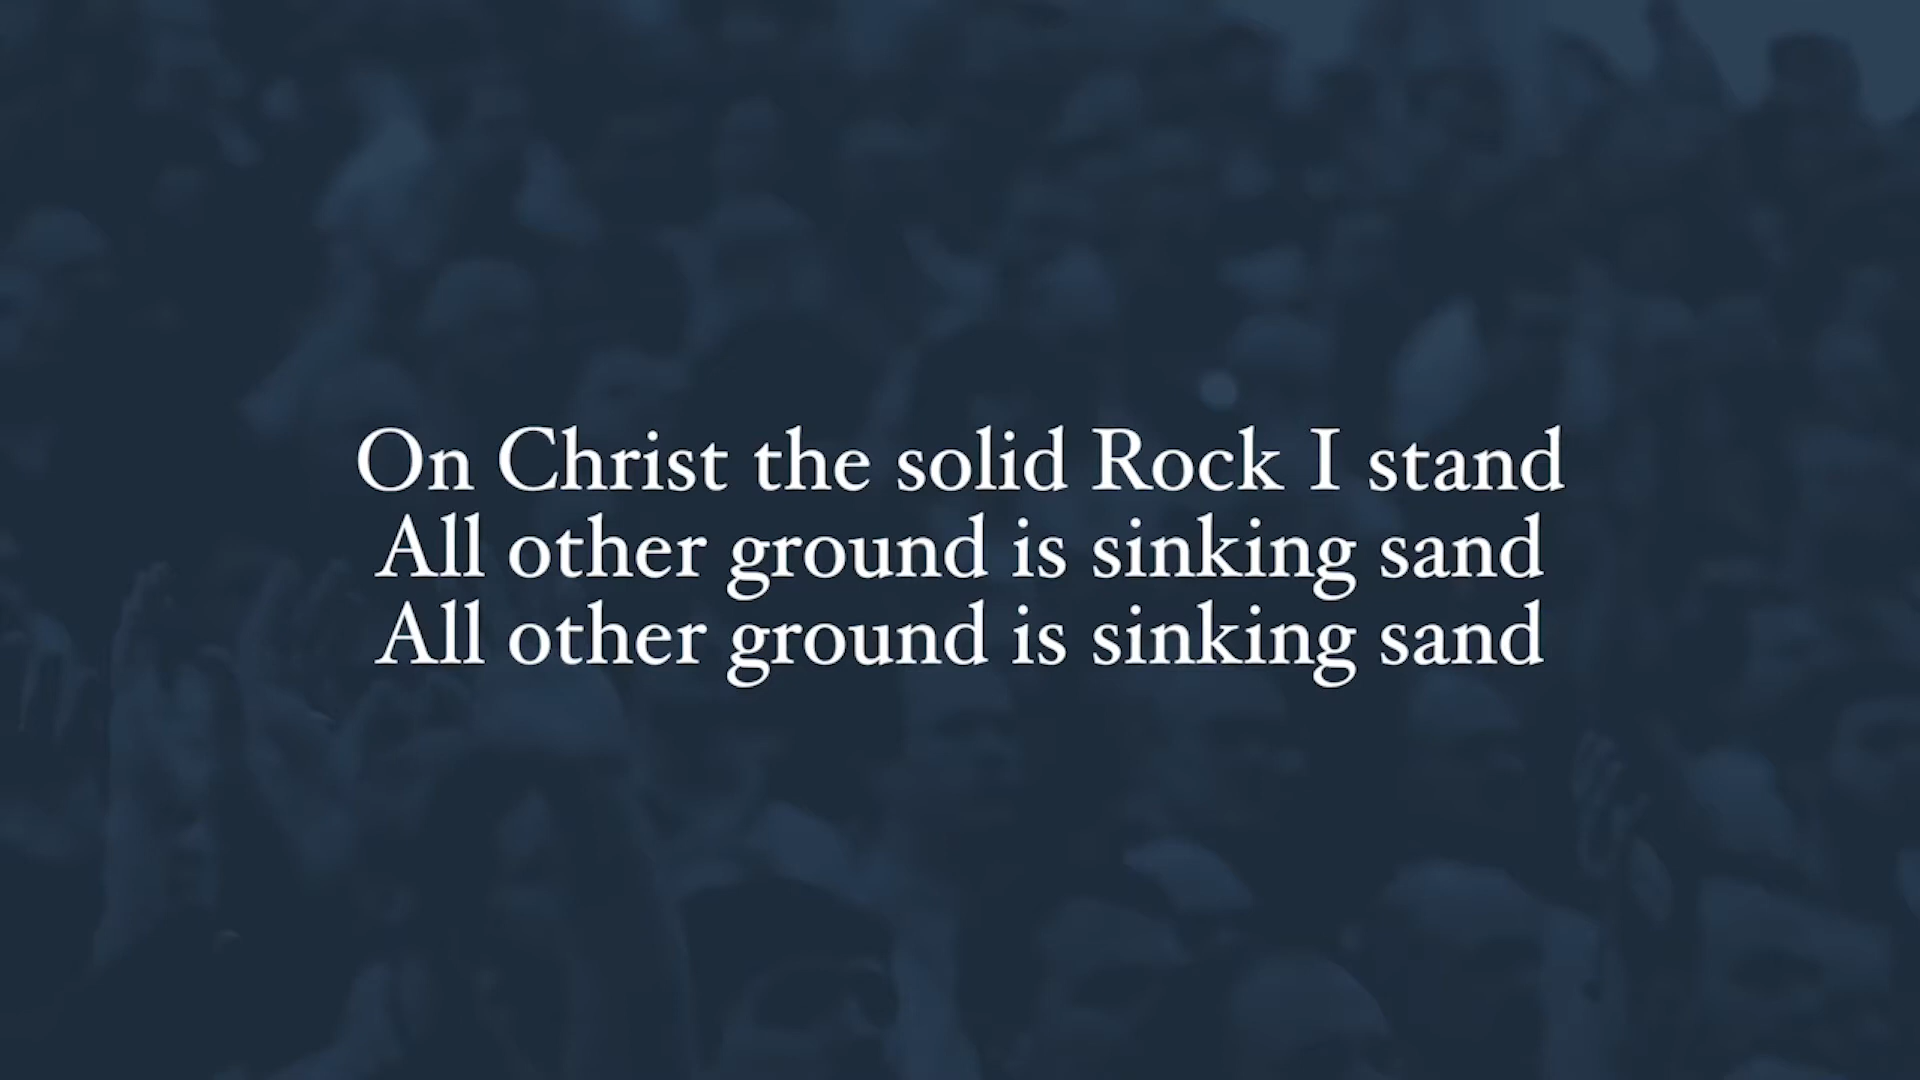 On Christ the solid Rock I stand
All other ground is sinking sand
All other ground is sinking sand